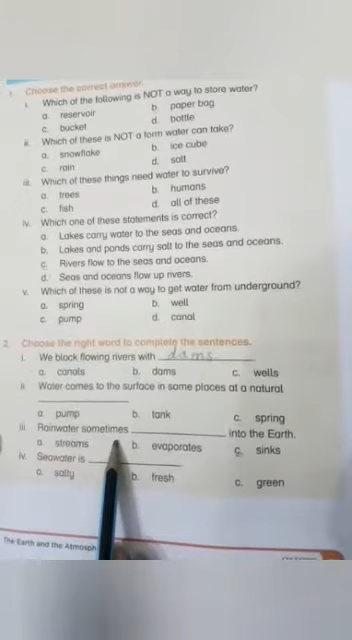 1. Choose the correct answer.
i. Which of the following is NOT a way to store water?
a. reservoir b. paper bag
c. bucket d. bottle
ii. Which of these is NOT a form water can take?
a. snowflake b. ice cube
c. rain d. salt
iii. Which of these things need water to survive?
a. trees b. humans
c. fish d. all of these
iv. Which one of these statements is correct?
a. Lakes carry water to the seas and oceans.
b. Lakes and ponds carry salt to the seas and oceans.
c. Rivers flow to the seas and oceans.
d. Seas and oceans flow up rivers.
v. Which of these is not a way to get water from underground?
a. spring b. well
c. pump d. canal
2. Choose the right word to complete the sentences.
i. We block flowing rivers with dams
a. canals b. dams c. wells
ii. Water comes to the surface in some places at a natural
a. pump b. tank c. spring
iii. Rainwater sometimes into the Earth.
a. streams b. evaporates c. sinks
iv. Seawater is
a. salty b. fresh c. green
The Earth and the Atmosph